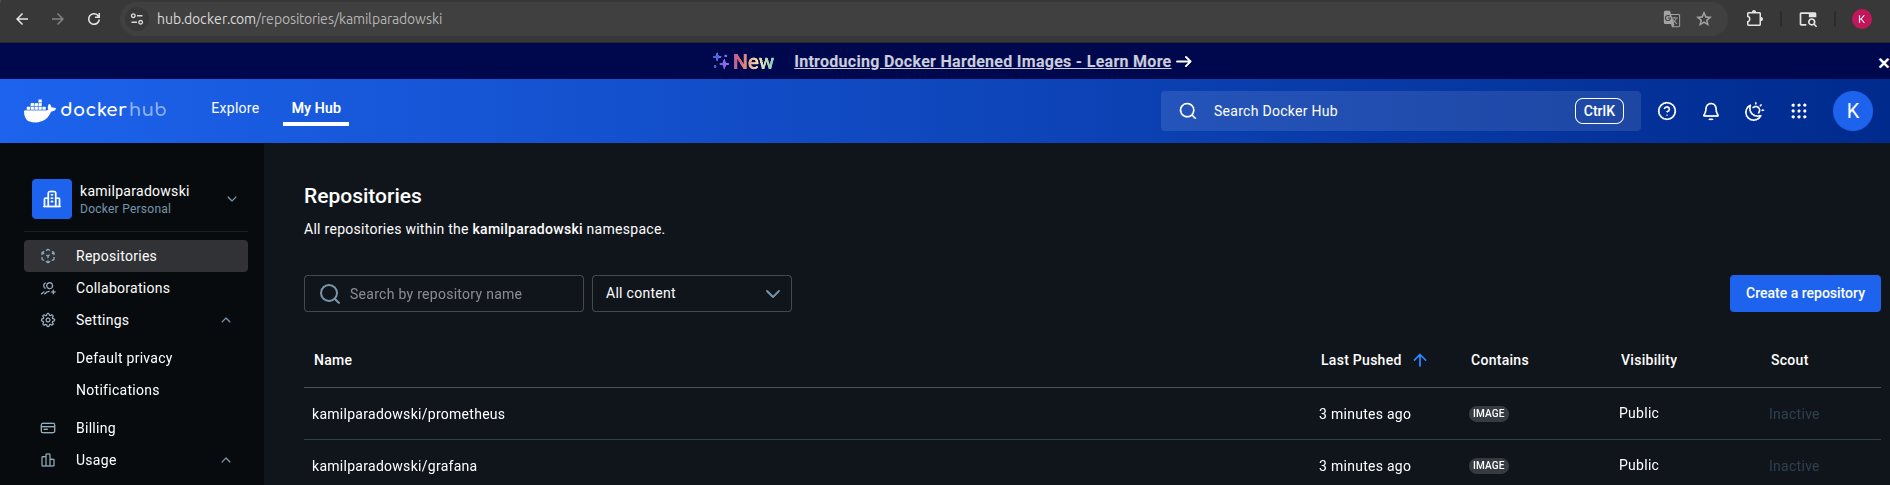 hub.docker.com/repositories/kamilparadowski
K
New Introducing Docker Hardened Images - Learn More
dockerhub Explore My Hub Search Docker Hub CtrlK K
kamilparadowski
Docker Personal
Repositories
Collaborations
Settings
Default privacy
Notifications
Billing
Usage
Repositories
All repositories within the kamilparadowski namespace.
Search by repository name All content Create a repository
Name Last Pushed Contains Visibility Scout
kamilparadowski/prometheus 3 minutes ago IMAGE Public Inactive
kamilparadowski/grafana 3 minutes ago IMAGE Public Inactive